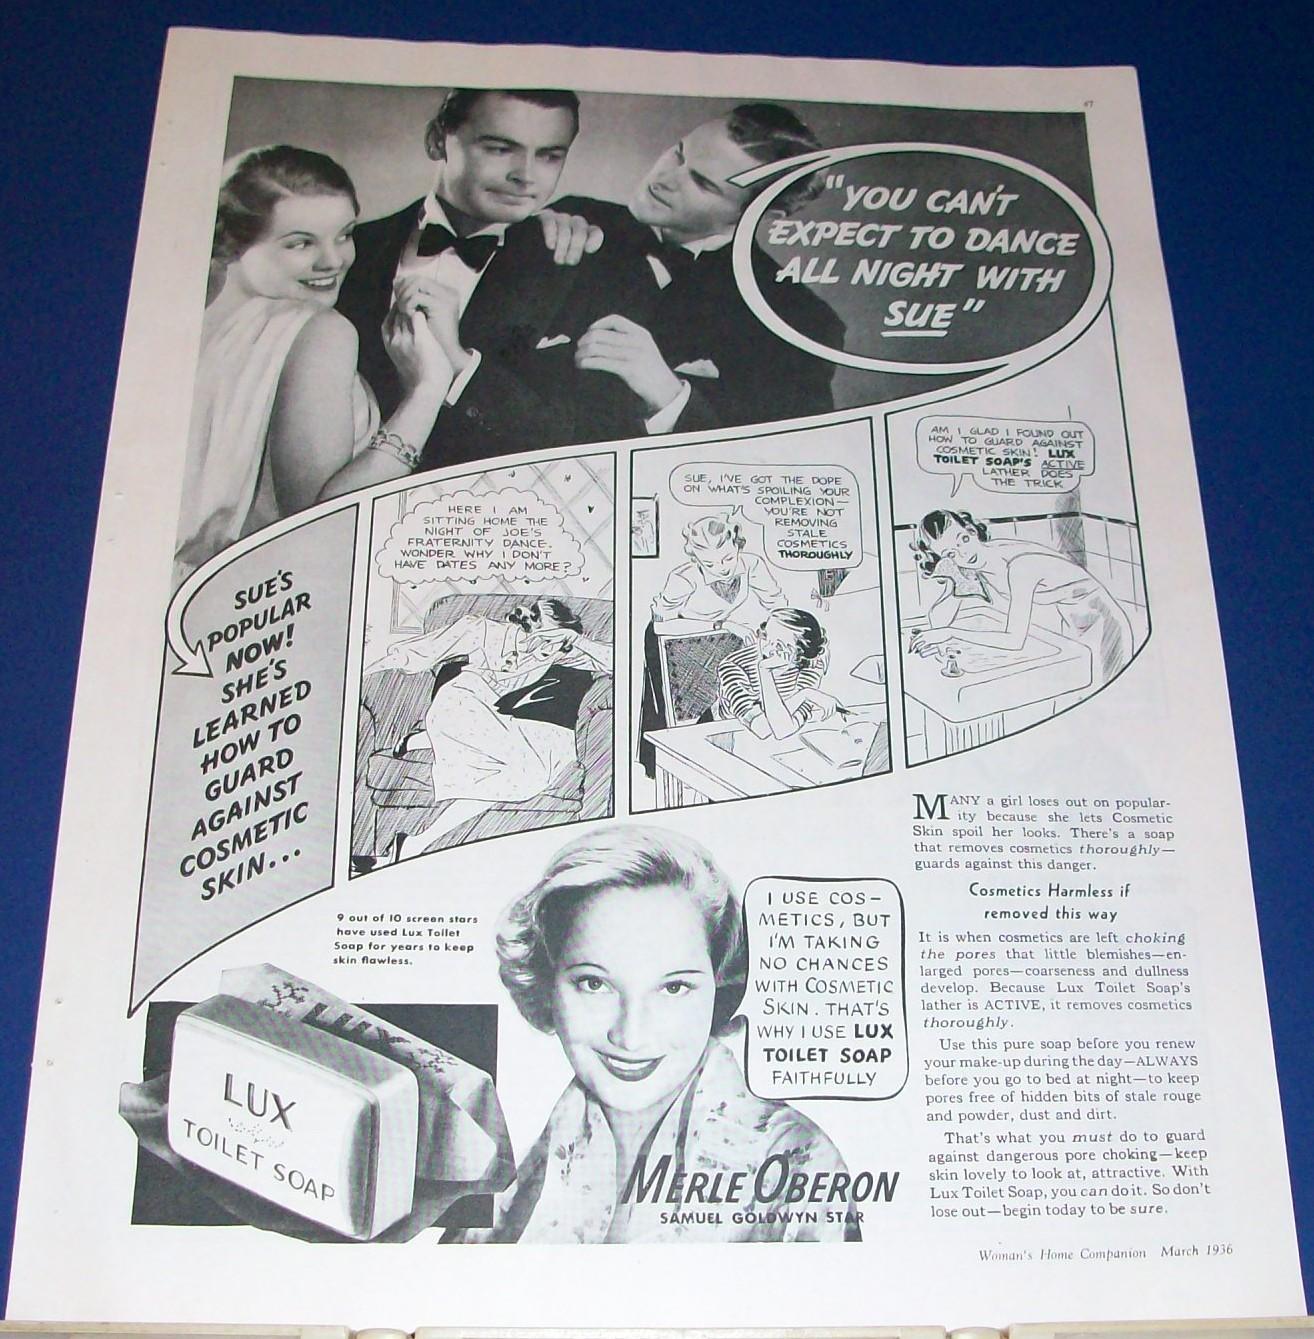 67
"YOU CAN'T
EXPECT TO DANCE
ALL NIGHT WITH
SUE"
SUE'S
POPULAR
NOW!
SHE'S
LEARNED
HOW TO
GUARD
AGAINST
COSMETIC
SKIN...
HERE I AM
SITTING HOME THE
NIGHT OF JOE'S
FRATERNITY DANCE.
WONDER WHY I DON'T
HAVE DATES ANY MORE?
SUE, I'VE GOT THE DOPE
ON WHAT'S SPOILING YOUR
COMPLEXION—
YOU'RE NOT
REMOVING
STALE
COSMETICS
THOROUGHLY
AM I GLAD I FOUND OUT
HOW TO GUARD AGAINST
COSMETIC SKIN! LUX
TOILET SOAP'S ACTIVE
LATHER DOES
THE TRICK
9 out of 10 screen stars
have used Lux Toilet
Soap for years to keep
skin flawless.
LUX
LUX
TOILET SOAP
I USE COS-
METICS, BUT
I'M TAKING
NO CHANCES
WITH COSMETIC
SKIN. THAT'S
WHY I USE LUX
TOILET SOAP
FAITHFULLY
MERLE OBERON
SAMUEL GOLDWYN STAR
MANY a girl loses out on popular-
ity because she lets Cosmetic
Skin spoil her looks. There's a soap
that removes cosmetics thoroughly—
guards against this danger.
Cosmetics Harmless if
removed this way
It is when cosmetics are left choking
the pores that little blemishes—en-
larged pores—coarseness and dullness
develop. Because Lux Toilet Soap's
lather is ACTIVE, it removes cosmetics
thoroughly.
Use this pure soap before you renew
your make-up during the day—ALWAYS
before you go to bed at night—to keep
pores free of hidden bits of stale rouge
and powder, dust and dirt.
That's what you must do to guard
against dangerous pore choking—keep
skin lovely to look at, attractive. With
Lux Toilet Soap, you can do it. So don't
lose out—begin today to be sure.
Woman's Home Companion March 1936